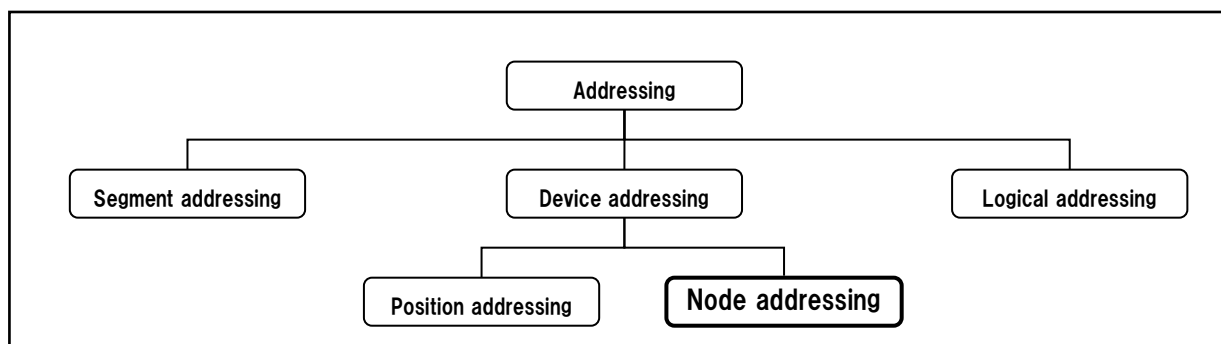 Addressing
Segment addressing
Device addressing
Logical addressing
Position addressing
Node addressing